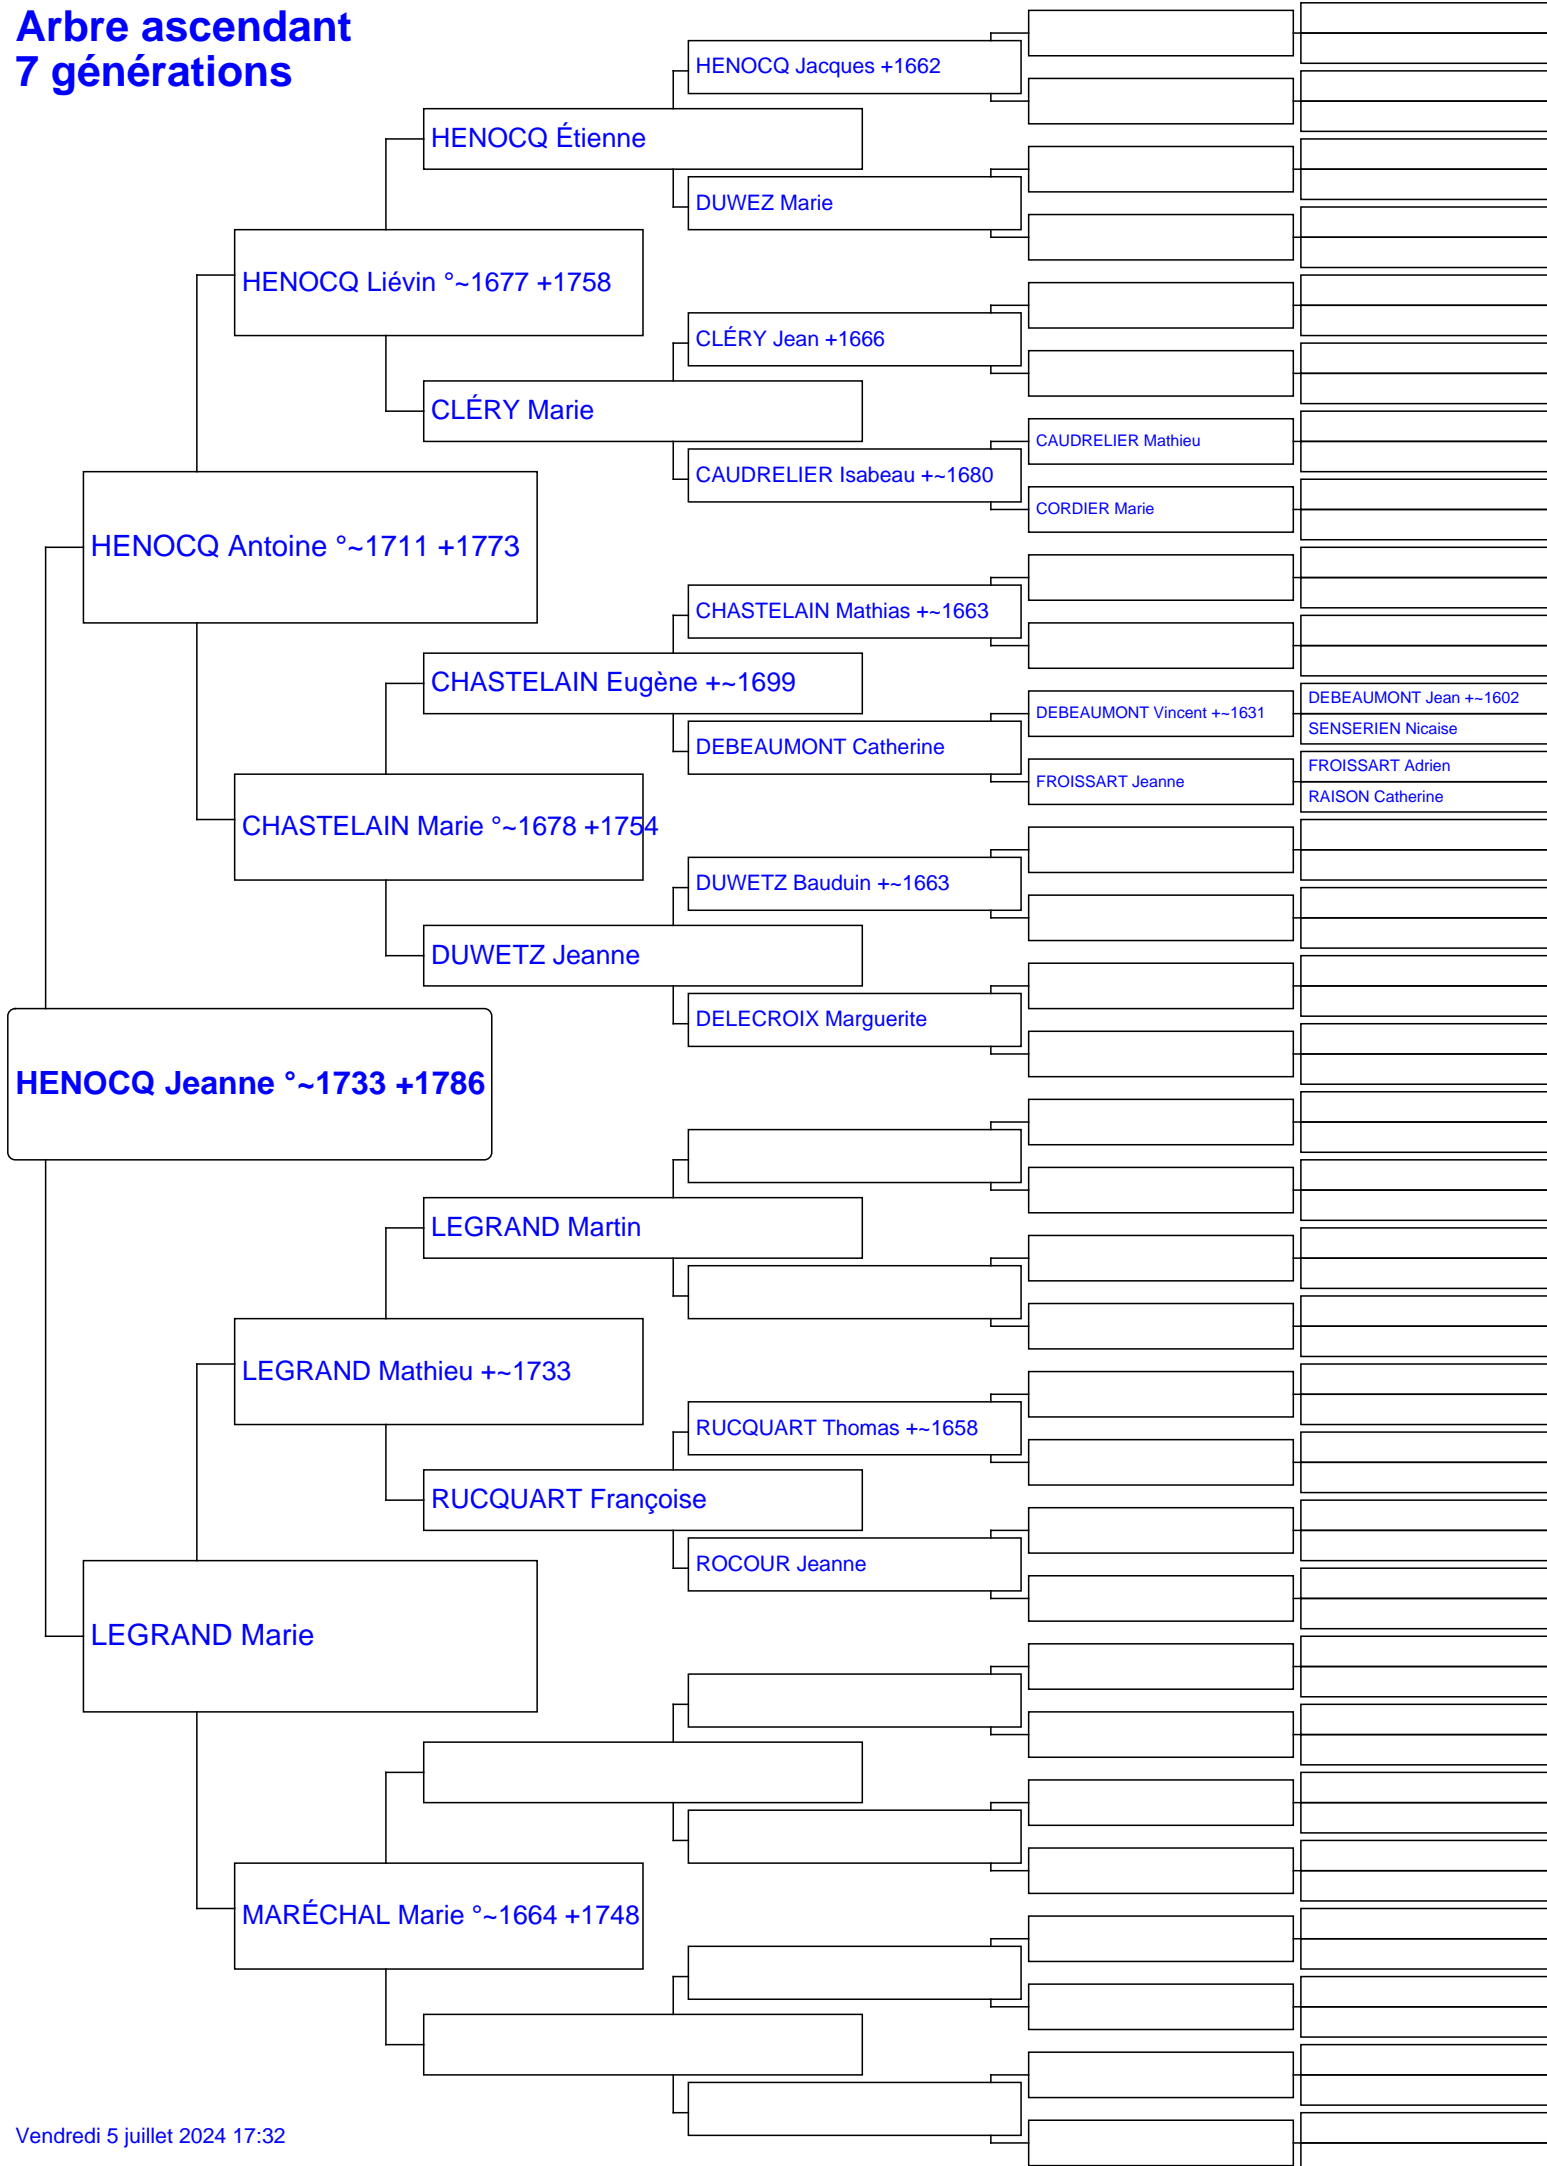 Arbre ascendant
7 générations
HENOCQ Jacques +1662
HENOCQ Étienne
DUWEZ Marie
HENOCQ Liévin °~1677 +1758
CLÉRY Jean +1666
CLÉRY Marie
CAUDRELIER Mathieu
CAUDRELIER Isabeau +~1680
CORDIER Marie
HENOCQ Antoine °~1711 +1773
CHASTELAIN Mathias +~1663
CHASTELAIN Eugène +~1699
DEBEAUMONT Jean +~1602
DEBEAUMONT Vincent +~1631
SENSERIEN Nicaise
DEBEAUMONT Catherine
FROISSART Adrien
FROISSART Jeanne
RAISON Catherine
CHASTELAIN Marie °~1678 +1754
DUWETZ Bauduin +~1663
DUWETZ Jeanne
DELECROIX Marguerite
HENOCQ Jeanne °~1733 +1786
LEGRAND Martin
LEGRAND Mathieu +~1733
RUCQUART Thomas +~1658
RUCQUART Françoise
ROCOUR Jeanne
LEGRAND Marie
MARÉCHAL Marie °~1664 +1748
Vendredi 5 juillet 2024 17:32